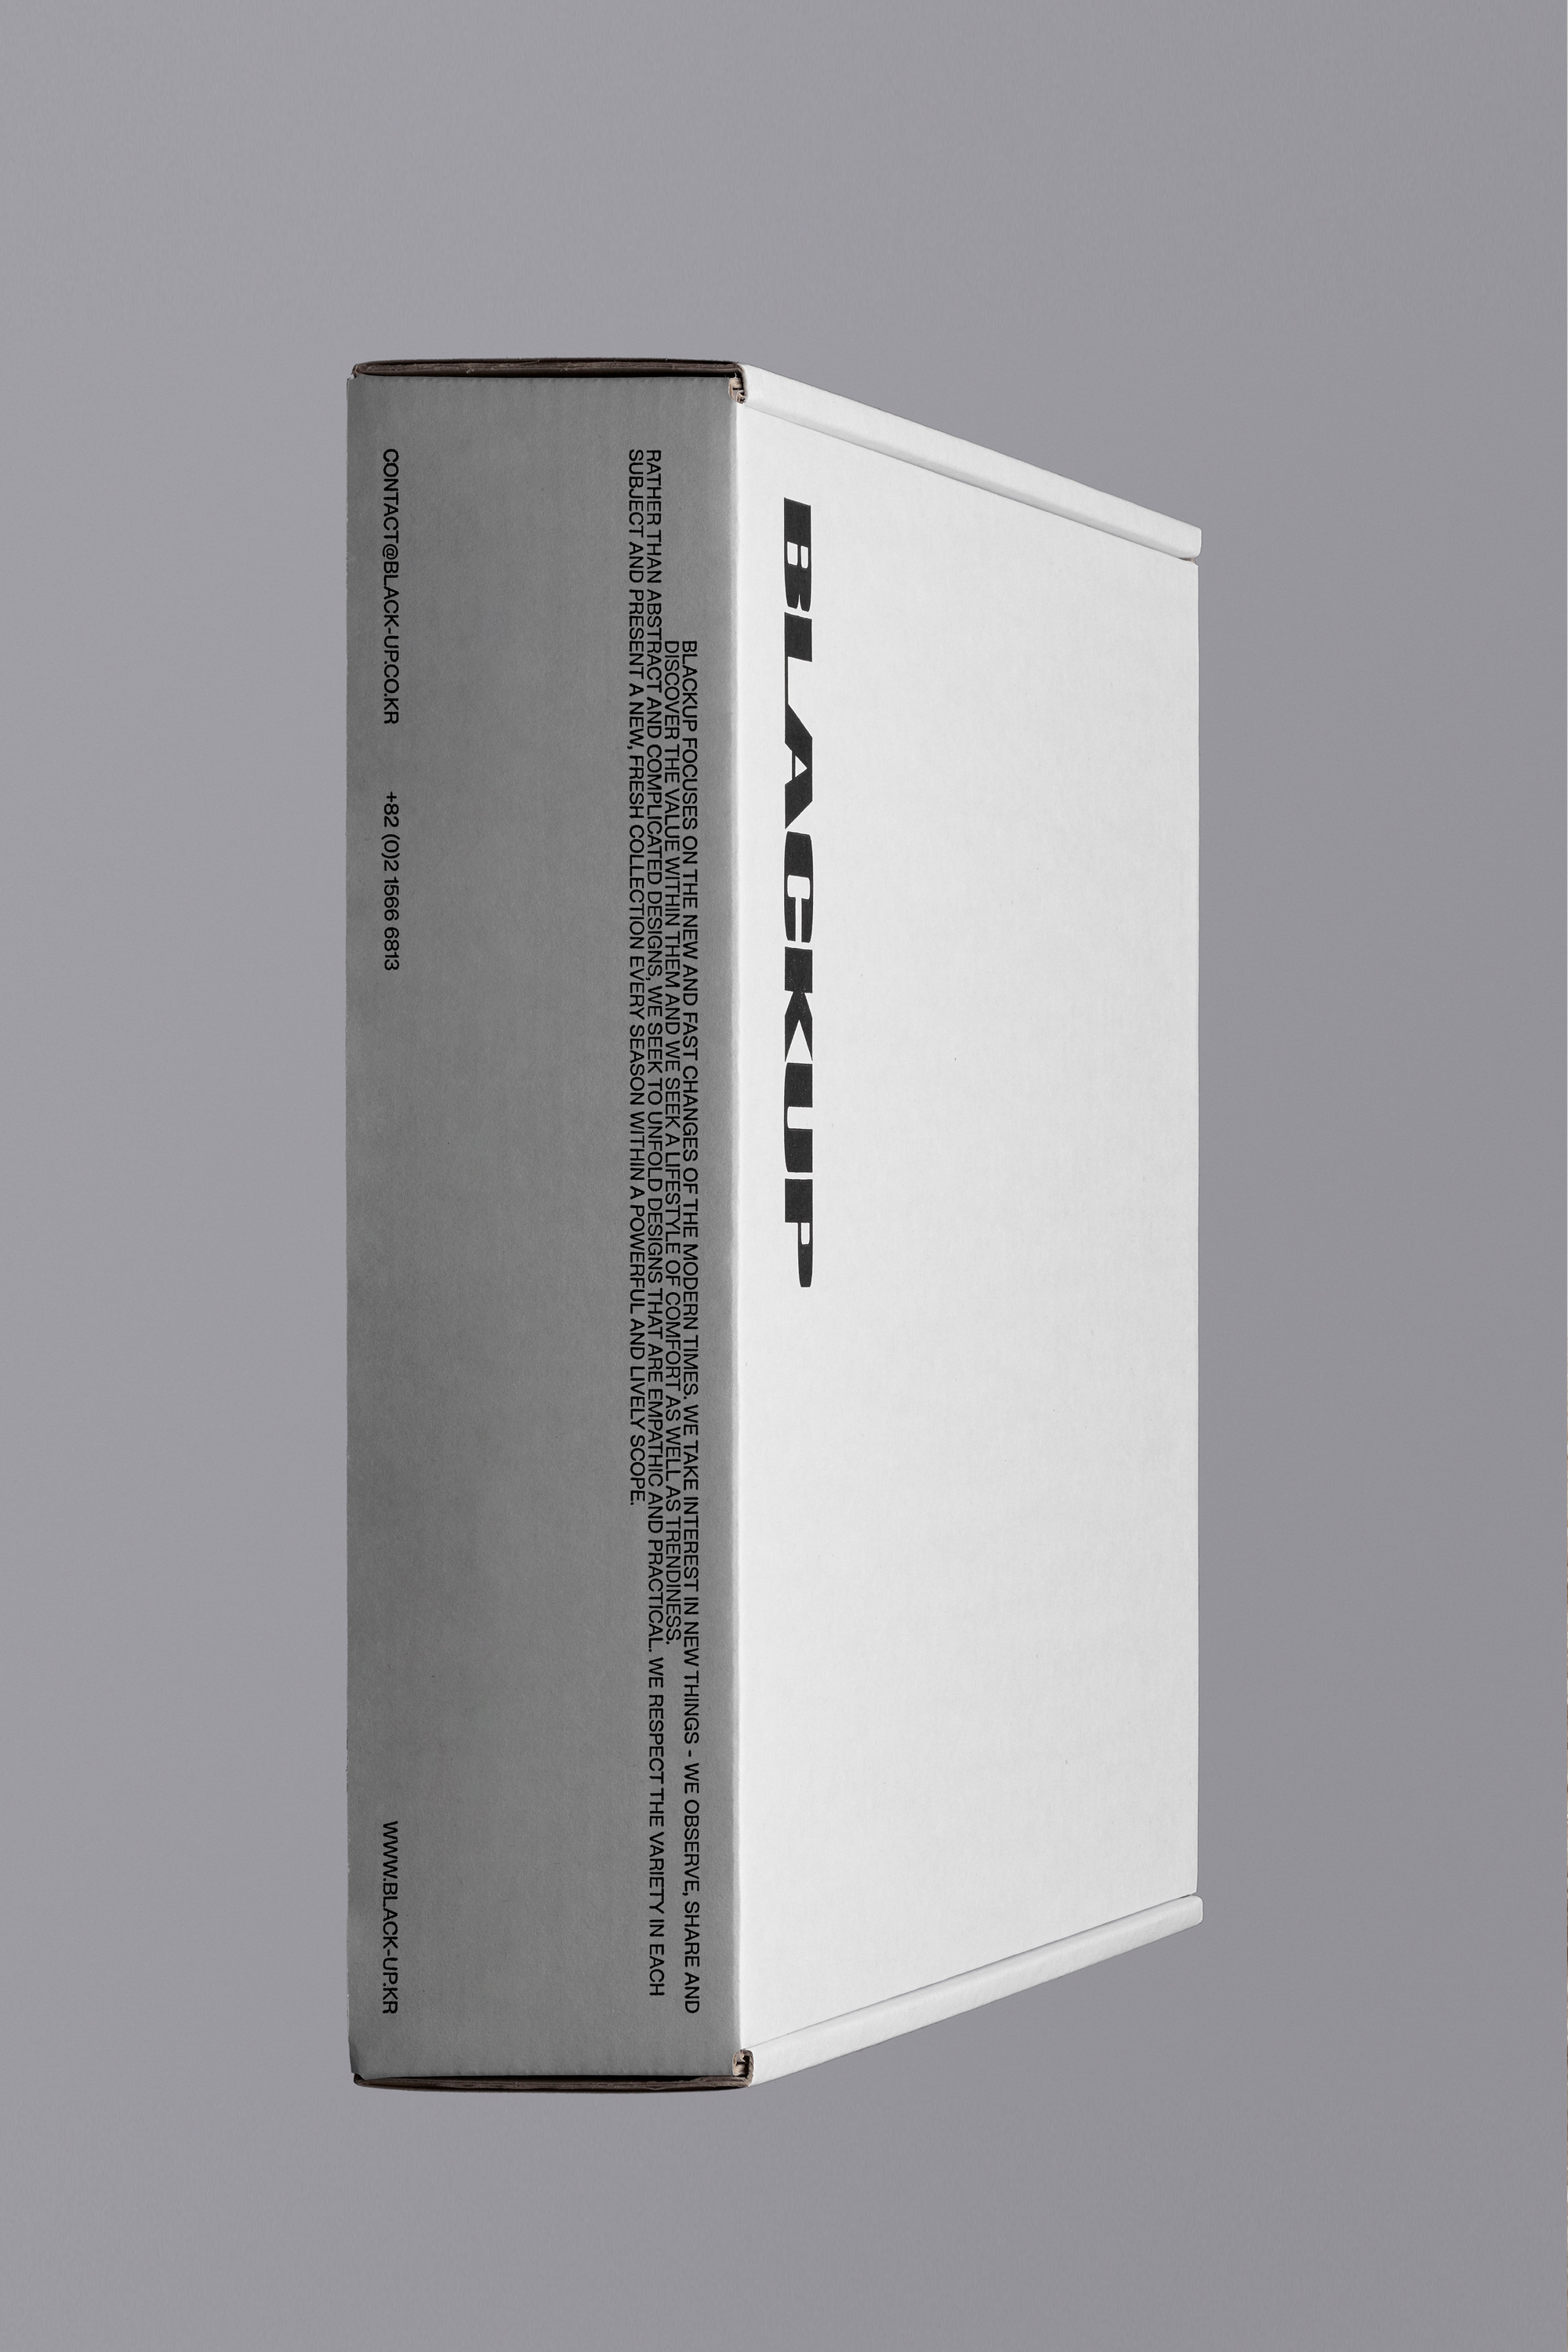 BLACKUP
BLACKUP FOCUSES ON THE NEW AND FAST CHANGES OF THE MODERN TIMES. WE TAKE INTEREST IN NEW THINGS - WE OBSERVE, SHARE AND
DISCOVER THE VALUE WITHIN THEM AND WE SEEK A LIFESTYLE OF COMFORT AS WELL AS TRENDINESS.
RATHER THAN ABSTRACT AND COMPLICATED DESIGNS, WE SEEK TO UNFOLD DESIGNS THAT ARE EMPATHIC AND PRACTICAL. WE RESPECT THE VARIETY IN EACH
SUBJECT AND PRESENT A NEW, FRESH COLLECTION EVERY SEASON WITHIN A POWERFUL AND LIVELY SCOPE.
CONTACT@BLACK-UP.CO.KR +82 (0)2 1566 6813 WWW.BLACK-UP.KR